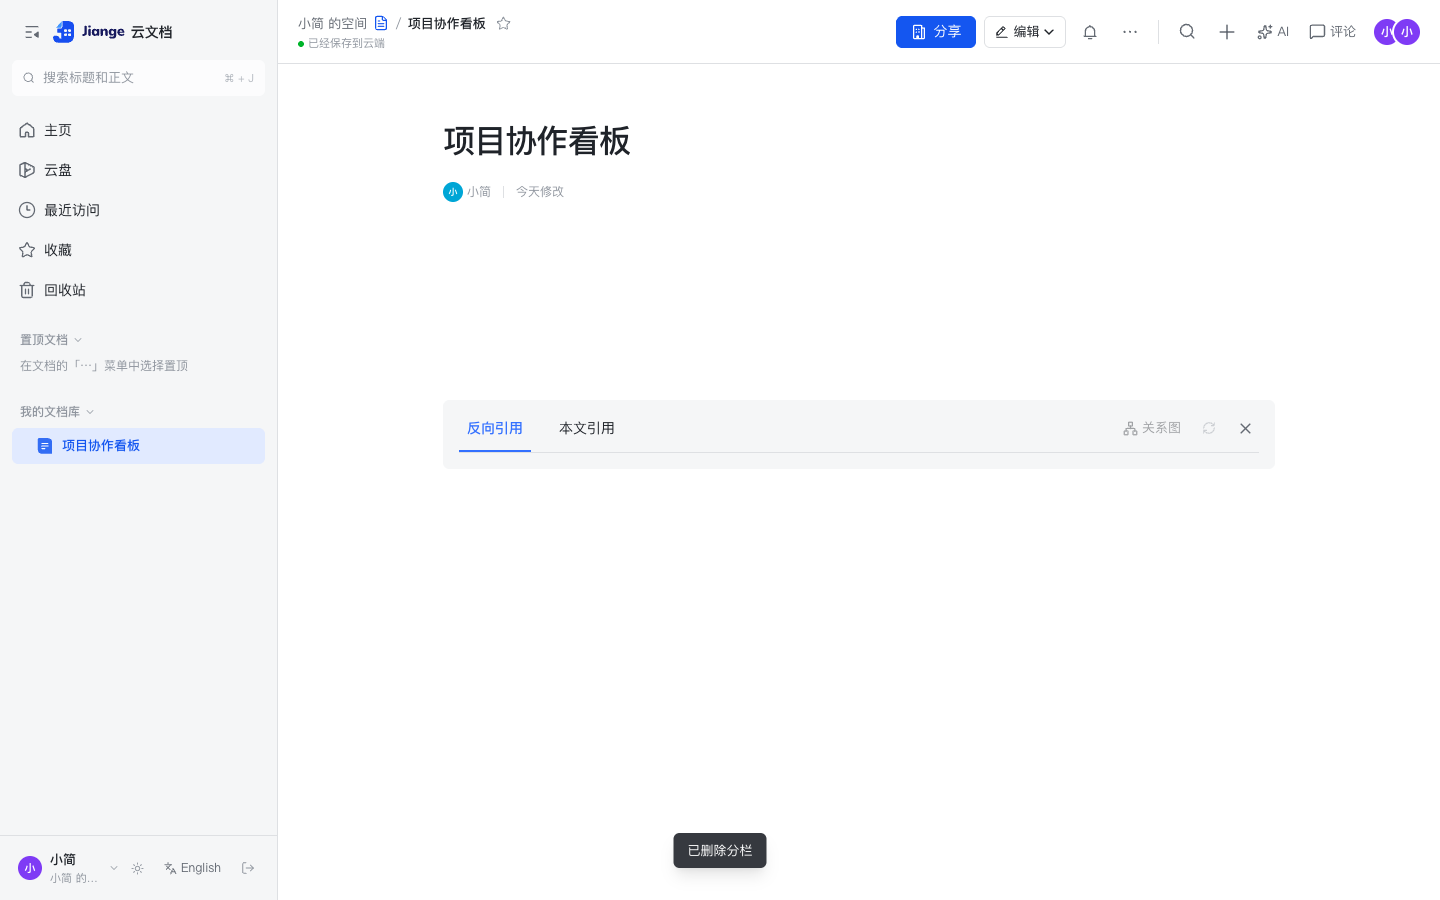 Jiange 云文档
搜索标题和正文 ⌘ + J
主页
云盘
最近访问
收藏
回收站
置顶文档
在文档的「···」菜单中选择置顶
我的文档库
项目协作看板
小 小简
小简 的...
English
小简 的空间 / 项目协作看板
已经保存到云端
分享
编辑
AI
评论
小 小
项目协作看板
小 小简 今天修改
反向引用 本文引用 关系图
已删除分栏